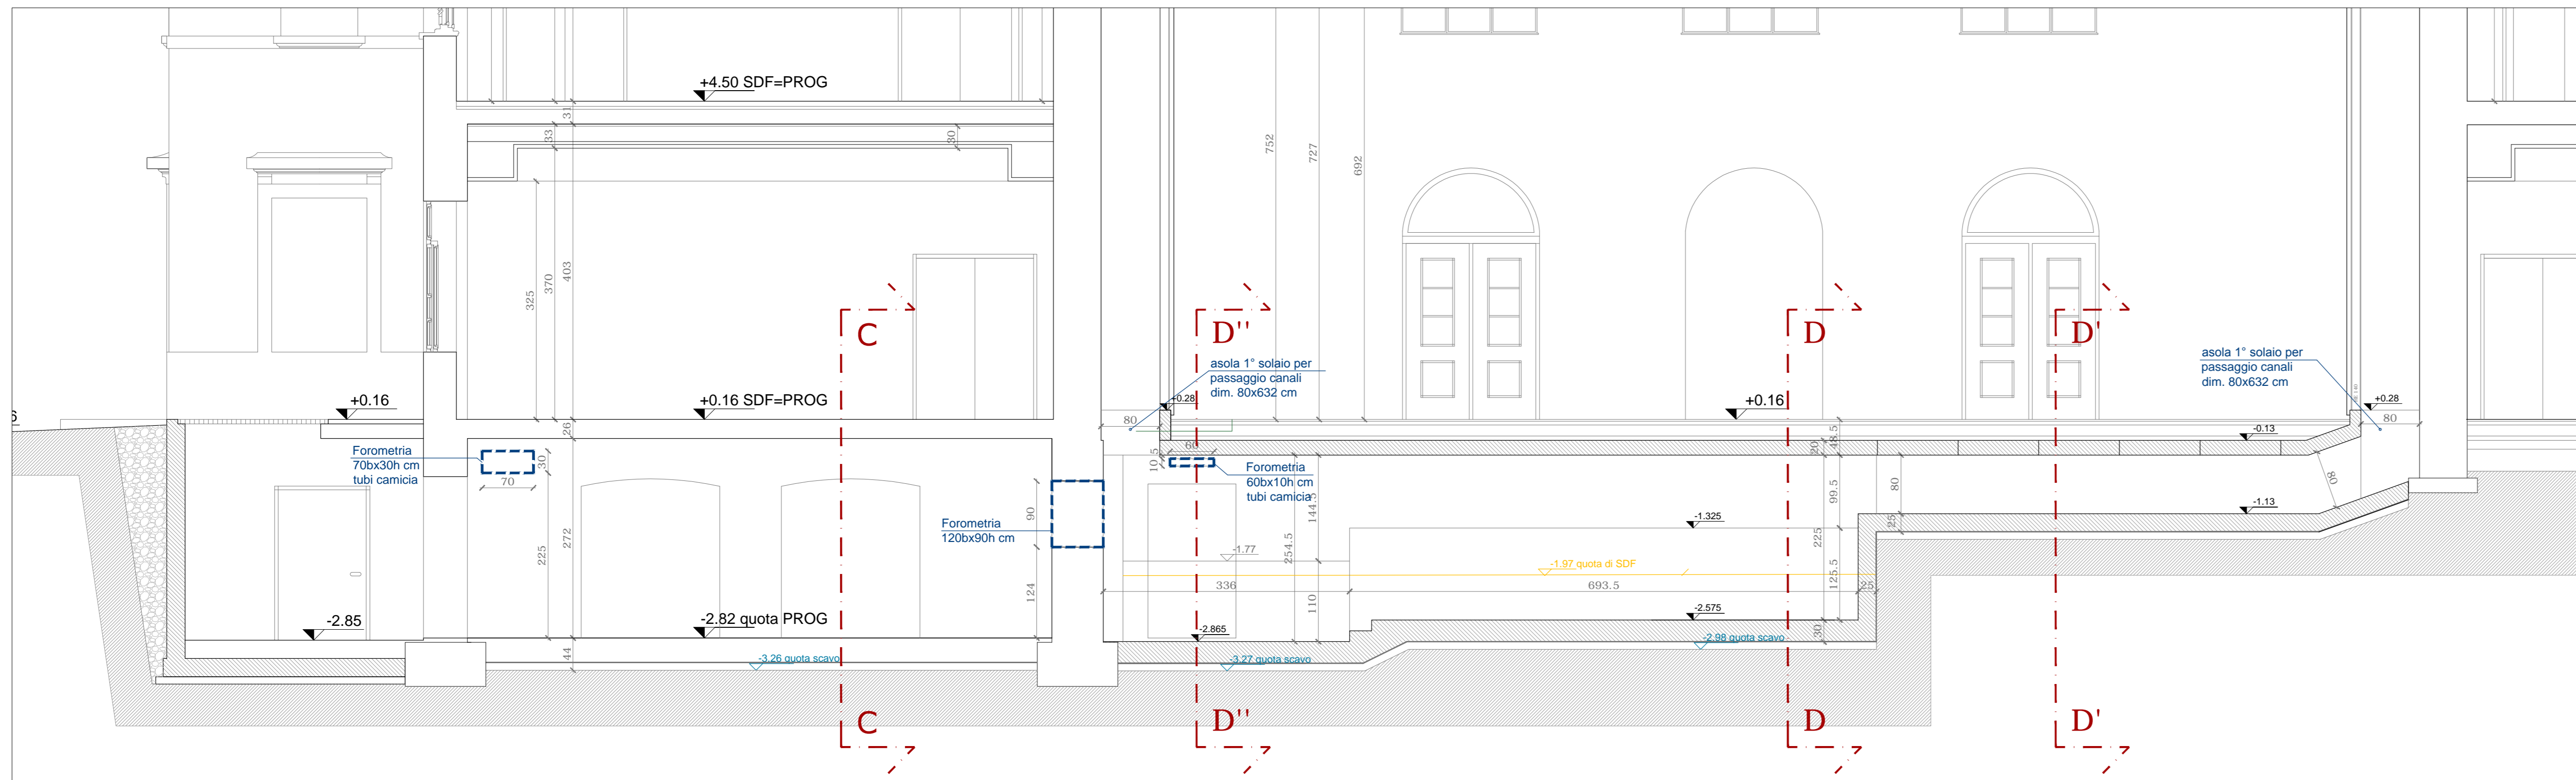 +4.50 SDF=PROG
31
33
30
752
727
692
325
370
403
C
D''
D
D'
asola 1° solaio per
passaggio canali
dim. 80x632 cm
asola 1° solaio per
passaggio canali
dim. 80x632 cm
6
+0.16
+0.16 SDF=PROG
+0.28
+0.16
+0.28
80
80
26
48.5
20
-0.13
Forometria
70bx30h cm
tubi camicia
30
70
60
10.5
Forometria
60bx10h cm
tubi camicia
144.5
99.5
80
80
90
Forometria
120bx90h cm
-1.325
25
-1.13
225
272
254.5
225
-1.77
-1.97 quota di SDF
125.5
336
693.5
25
124
110
-2.85
-2.82 quota PROG
-2.865
-2.575
30
44
-3.26 quota scavo
-3.27 quota scavo
-2.98 quota scavo
C
D''
D
D'